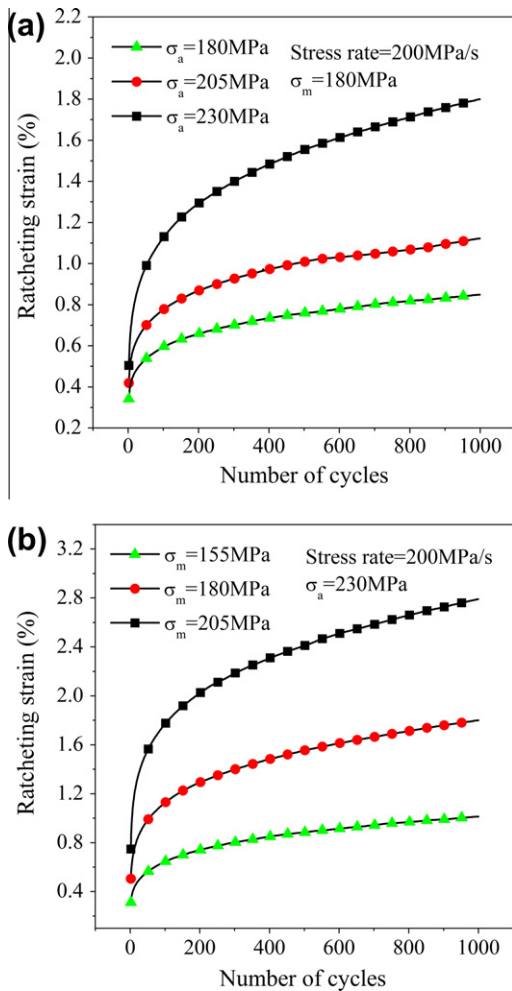 (a)
σa=180MPa
σa=205MPa
σa=230MPa
Stress rate=200MPa/s
σm=180MPa
Ratcheting strain (%)
2.2
2.0
1.8
1.6
1.4
1.2
1.0
0.8
0.6
0.4
0.2
0 200 400 600 800 1000
Number of cycles
(b)
σm=155MPa
σm=180MPa
σm=205MPa
Stress rate=200MPa/s
σa=230MPa
Ratcheting strain (%)
3.2
2.8
2.4
2.0
1.6
1.2
0.8
0.4
0 200 400 600 800 1000
Number of cycles